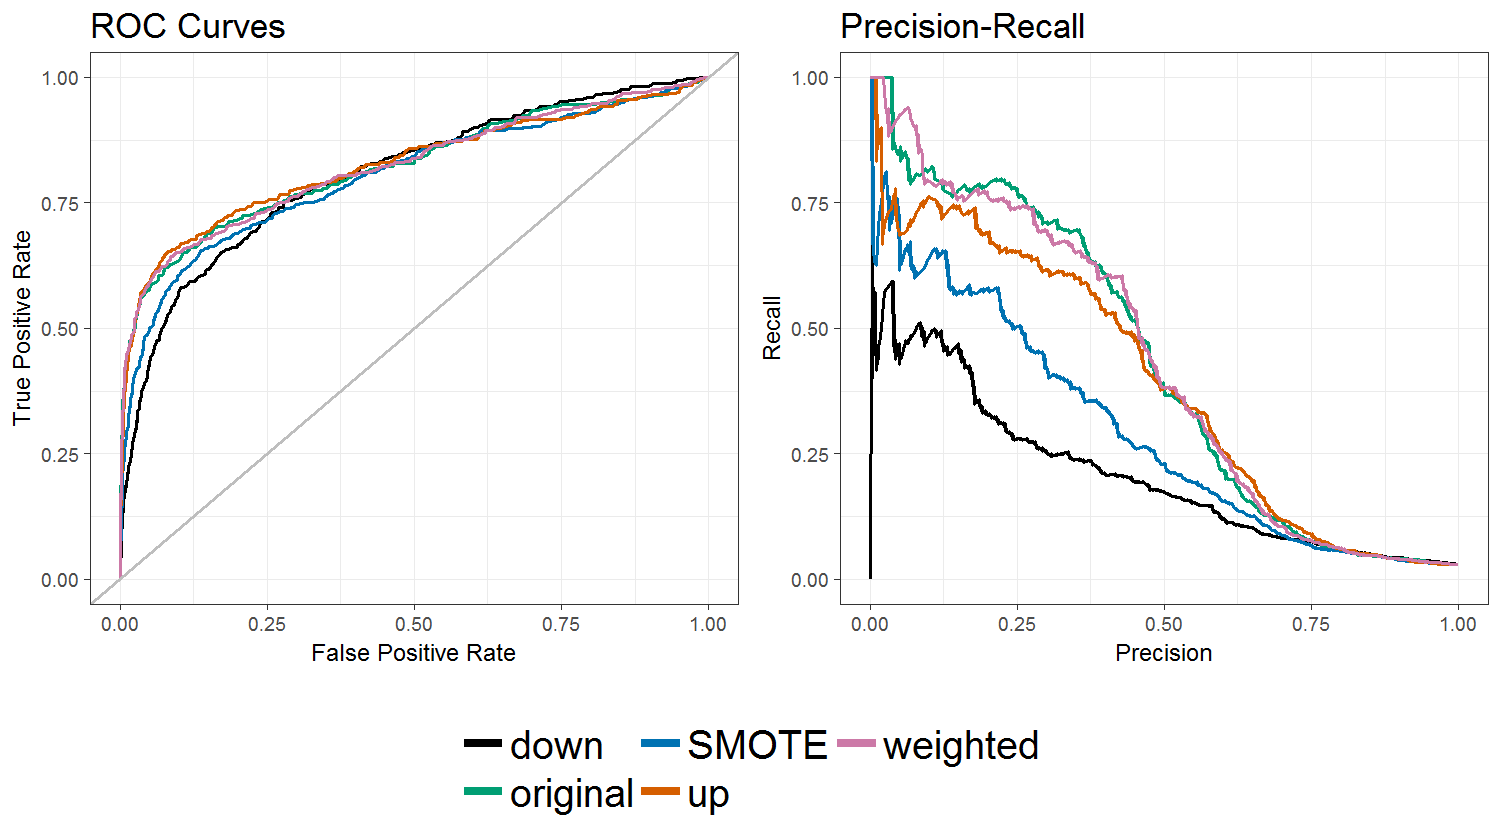 ROC Curves
1.00
0.75
0.50
0.25
0.00
True Positive Rate
0.00 0.25 0.50 0.75 1.00
False Positive Rate
Precision-Recall
1.00
0.75
0.50
0.25
0.00
Recall
0.00 0.25 0.50 0.75 1.00
Precision
down SMOTE weighted
original up